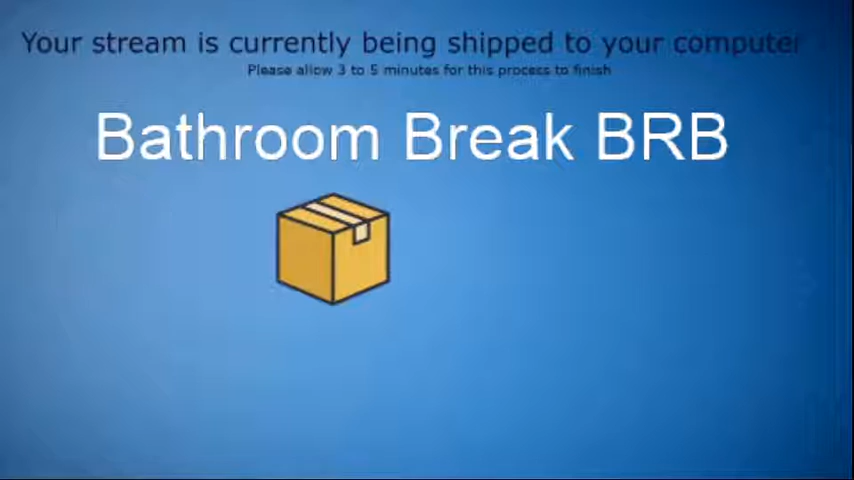 Your stream is currently being shipped to your computer
Please allow 3 to 5 minutes for this process to finish
Bathroom Break BRB